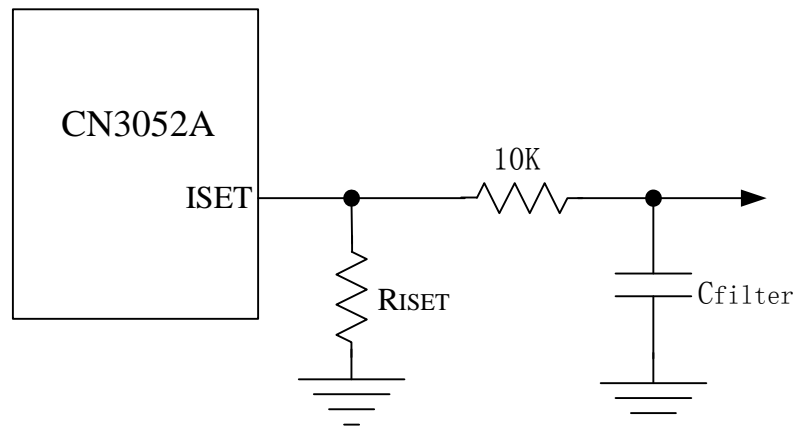 CN3052A
10K
ISET
RISET
Cfilter